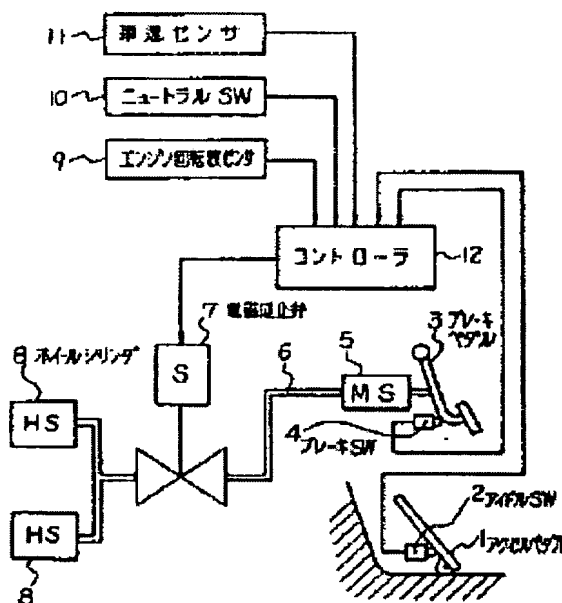 11 車速センサ
10 ニュートラル SW
9 エンジン回転数センサ
コントローラ 12
7 電磁阻止弁
3 ブレーキペダル
8 ホイールシリンダ
S
6
5
MS
HS
4 ブレーキSW
2 アイドルSW
1 アクセルペダル
HS
8